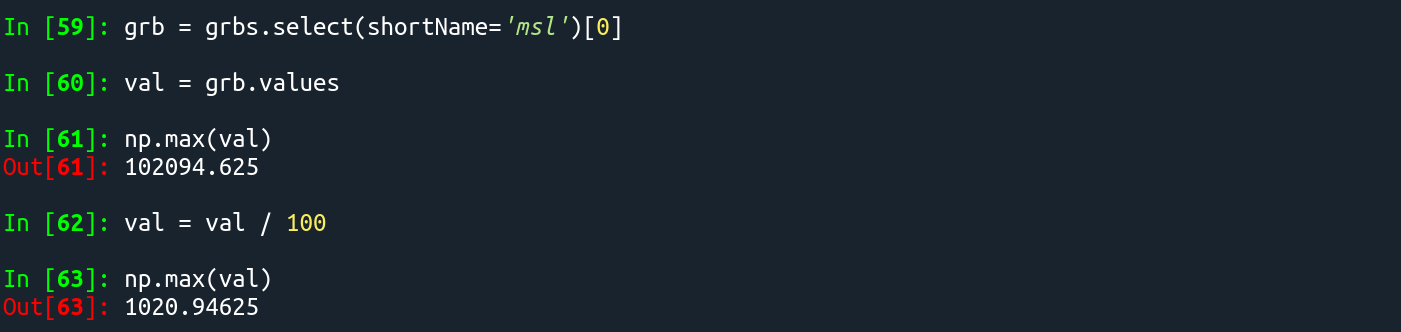 In [59]: grb = grbs.select(shortName='msl')[0]
In [60]: val = grb.values
In [61]: np.max(val)
Out[61]: 102094.625
In [62]: val = val / 100
In [63]: np.max(val)
Out[63]: 1020.94625